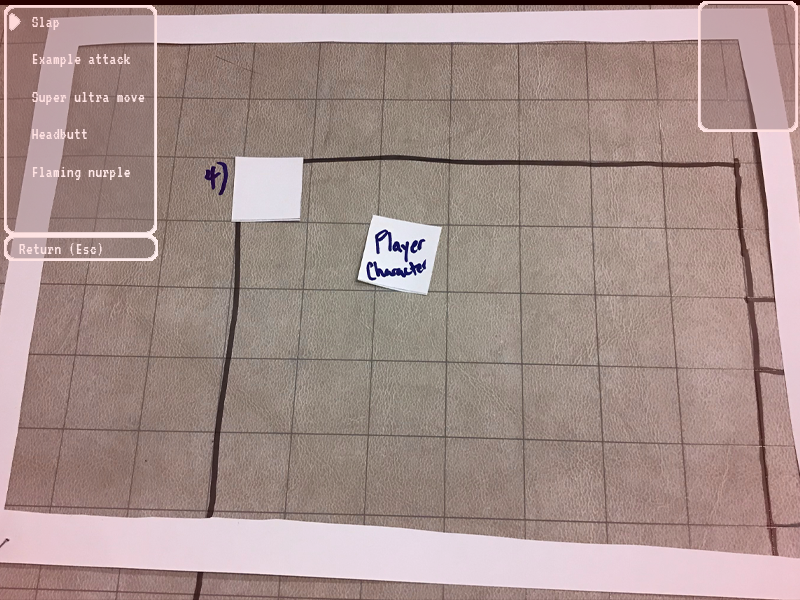 Slap
Example attack
Super ultra move
Headbutt
Flaming nurple
Return (Esc)
4)
Player
Character